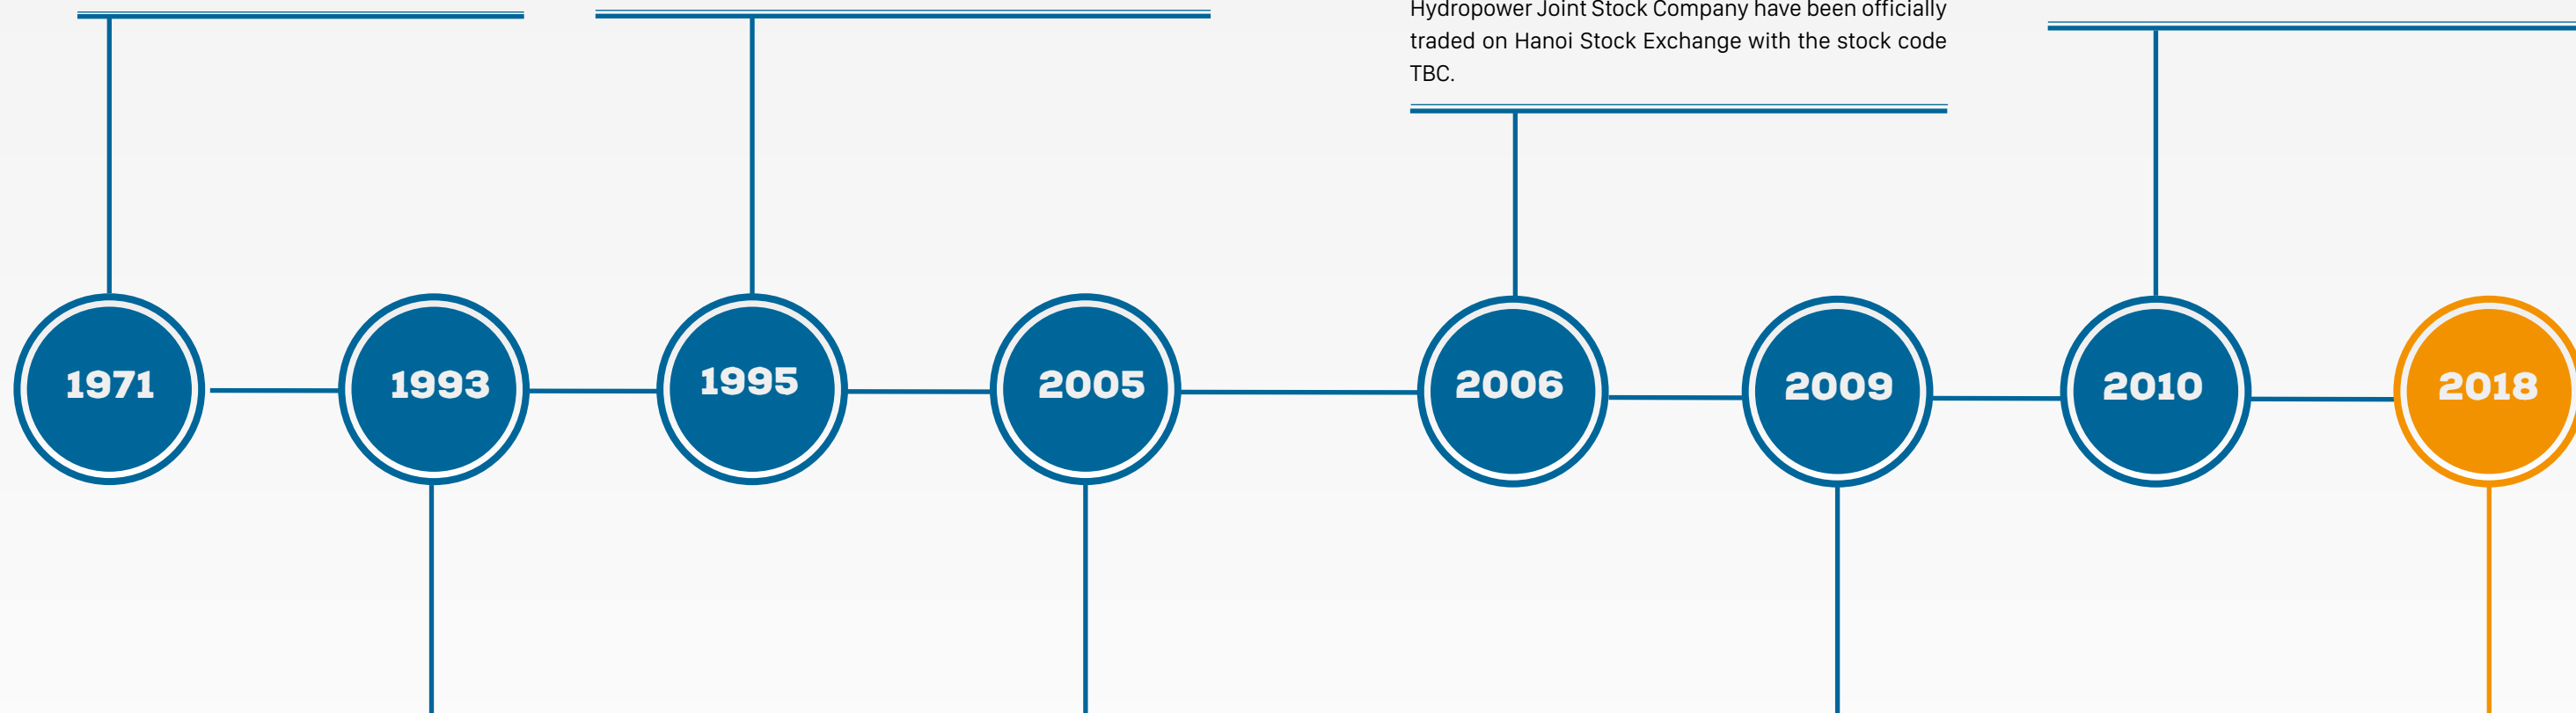 Hydropower Joint Stock Company have been officially
traded on Hanoi Stock Exchange with the stock code
TBC.
1971
1993
1995
2005
2006
2009
2010
2018